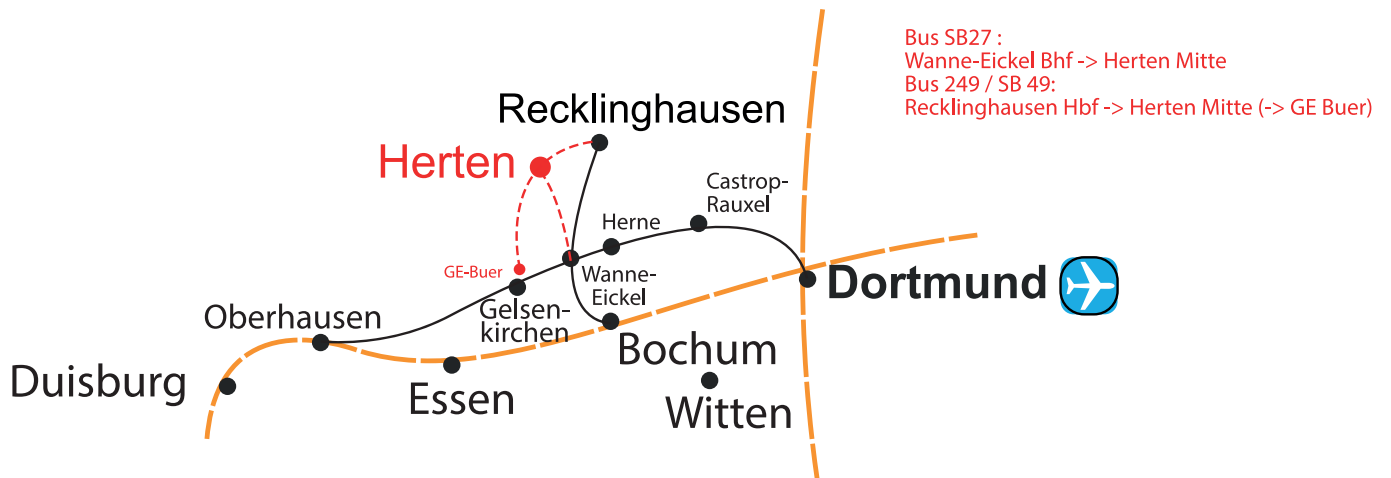 Bus SB27 :
Wanne-Eickel Bhf -> Herten Mitte
Bus 249 / SB 49:
Recklinghausen Hbf -> Herten Mitte (-> GE Buer)
Recklinghausen
Herten
Castrop-
Rauxel
Herne
GE-Buer
Wanne-
Eickel
Dortmund
Gelsen-
kirchen
Oberhausen
Bochum
Duisburg
Essen
Witten